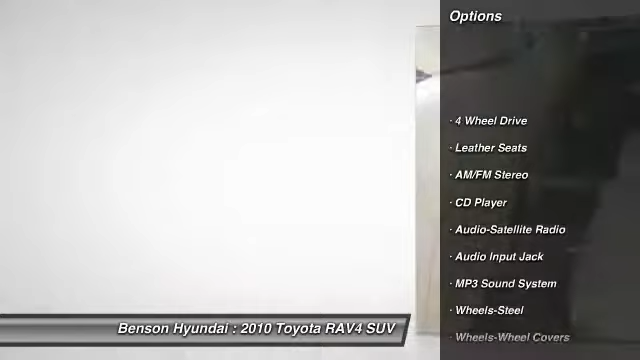 Options
· 4 Wheel Drive
· Leather Seats
· AM/FM Stereo
· CD Player
· Audio-Satellite Radio
· Audio Input Jack
· MP3 Sound System
· Wheels-Steel
· Wheels-Wheel Covers
Benson Hyundai : 2010 Toyota RAV4 SUV